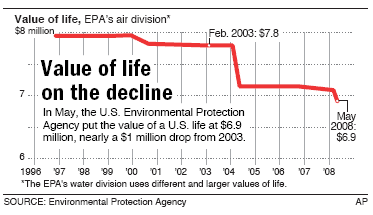 Value of life, EPA's air division*
$8 million
Feb. 2003: $7.8
Value of life
on the decline
In May, the U.S. Environmental Protection
Agency put the value of a U.S. life at $6.9
million, nearly a $1 million drop from 2003.
7
May
2008:
$6.9
6
1996 '97 '98 '99 '00 '01 '02 '03 '04 '05 '06 '07 '08
*The EPA's water division uses different and larger values of life.
SOURCE: Environmental Protection Agency AP